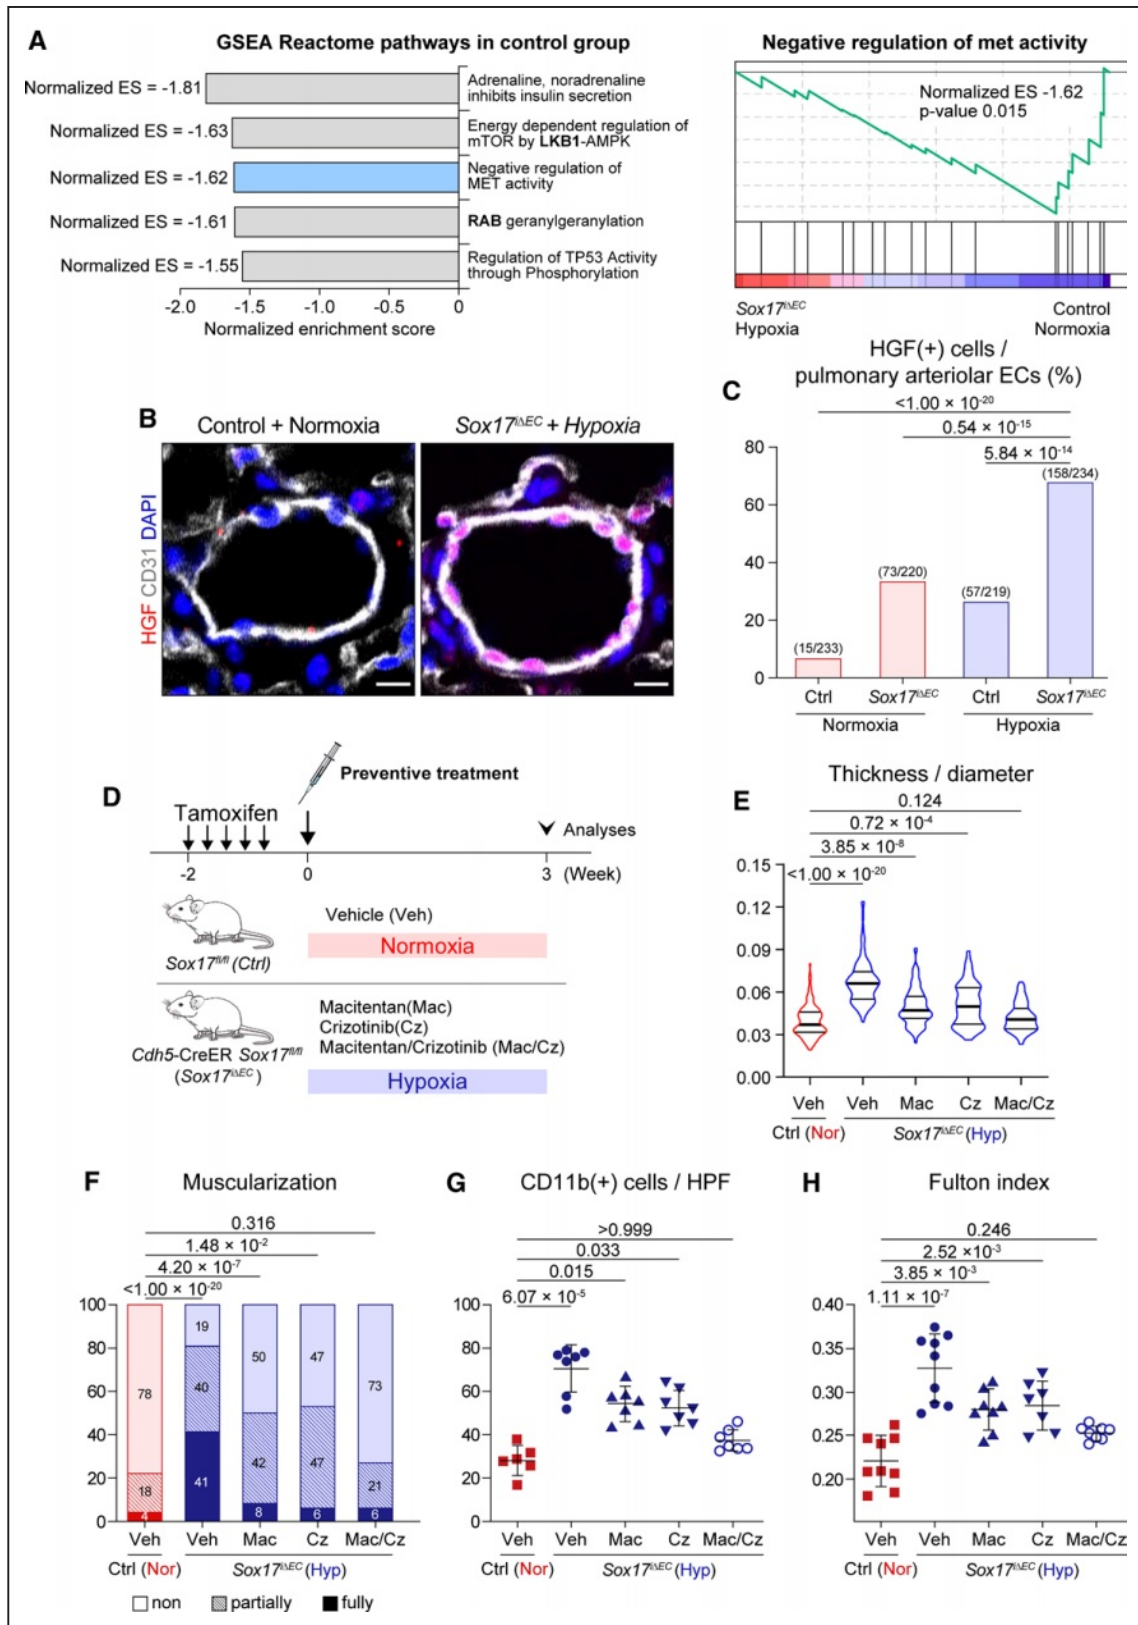 A
GSEA Reactome pathways in control group
Normalized ES = -1.81
Adrenaline, noradrenaline
inhibits insulin secretion
Normalized ES = -1.63
Energy dependent regulation of
mTOR by LKB1-AMPK
Normalized ES = -1.62
Negative regulation of
MET activity
Normalized ES = -1.61
RAB geranylgeranylation
Normalized ES = -1.55
Regulation of TP53 Activity
through Phosphorylation
-2.0 -1.5 -1.0 -0.5 0
Normalized enrichment score
Negative regulation of met activity
Normalized ES -1.62
p-value 0.015
Sox17iΔEC
Hypoxia
Control
Normoxia
B
Control + Normoxia
Sox17iΔEC + Hypoxia
HGF CD31 DAPI
C
HGF(+) cells /
pulmonary arteriolar ECs (%)
<1.00 × 10-20
0.54 × 10-15
5.84 × 10-14
80
60
40
20
0
(15/233)
(73/220)
(57/219)
(158/234)
Ctrl Sox17iΔEC Ctrl Sox17iΔEC
Normoxia Hypoxia
D
Preventive treatment
Tamoxifen
Analyses
-2 0 3 (Week)
Vehicle (Veh)
Normoxia
Sox17fl/fl (Ctrl)
Macitentan(Mac)
Crizotinib(Cz)
Macitentan/Crizotinib (Mac/Cz)
Hypoxia
Cdh5-CreER Sox17fl/fl
(Sox17iΔEC)
E
Thickness / diameter
0.124
0.72 × 10-4
3.85 × 10-8
<1.00 × 10-20
0.15
0.12
0.09
0.06
0.03
0.00
Veh Veh Mac Cz Mac/Cz
Ctrl (Nor) Sox17iΔEC (Hyp)
F
Muscularization
0.316
1.48 × 10-2
4.20 × 10-7
<1.00 × 10-20
100
80
60
40
20
0
78
18
4
19
40
41
50
42
8
47
47
6
73
21
6
Veh Veh Mac Cz Mac/Cz
Ctrl (Nor) Sox17iΔEC (Hyp)
non partially fully
G
CD11b(+) cells / HPF
>0.999
0.033
0.015
6.07 × 10-5
100
80
60
40
20
0
Veh Veh Mac Cz Mac/Cz
Ctrl (Nor) Sox17iΔEC (Hyp)
H
Fulton index
0.246
2.52 × 10-3
3.85 × 10-3
1.11 × 10-7
0.40
0.35
0.30
0.25
0.20
Veh Veh Mac Cz Mac/Cz
Ctrl (Nor) Sox17iΔEC (Hyp)